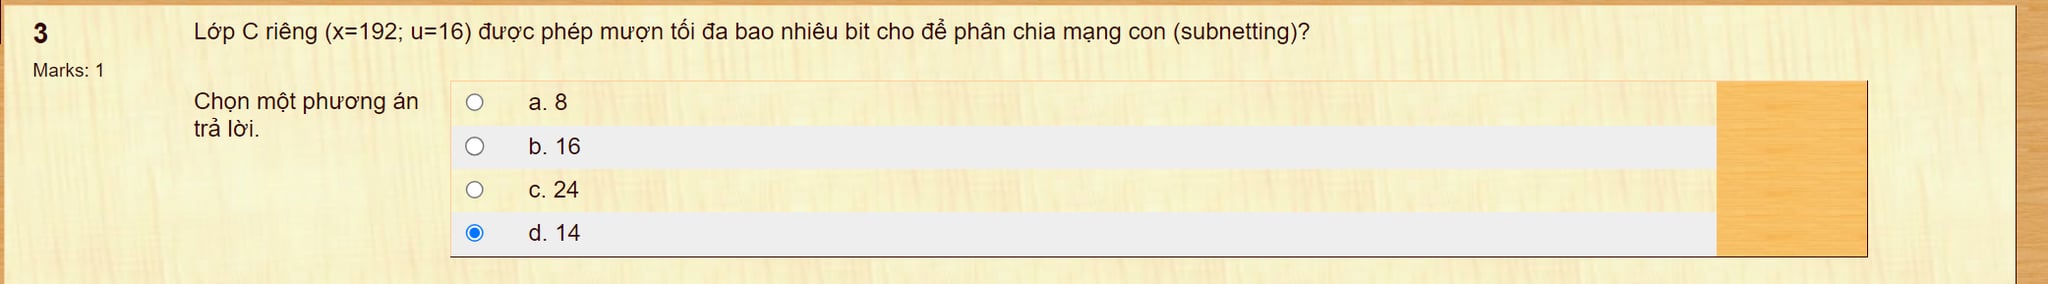 3
Lớp C riêng (x=192; u=16) được phép mượn tối đa bao nhiêu bit cho để phân chia mạng con (subnetting)?
Marks: 1
Chọn một phương án
trả lời.
a. 8
b. 16
c. 24
d. 14